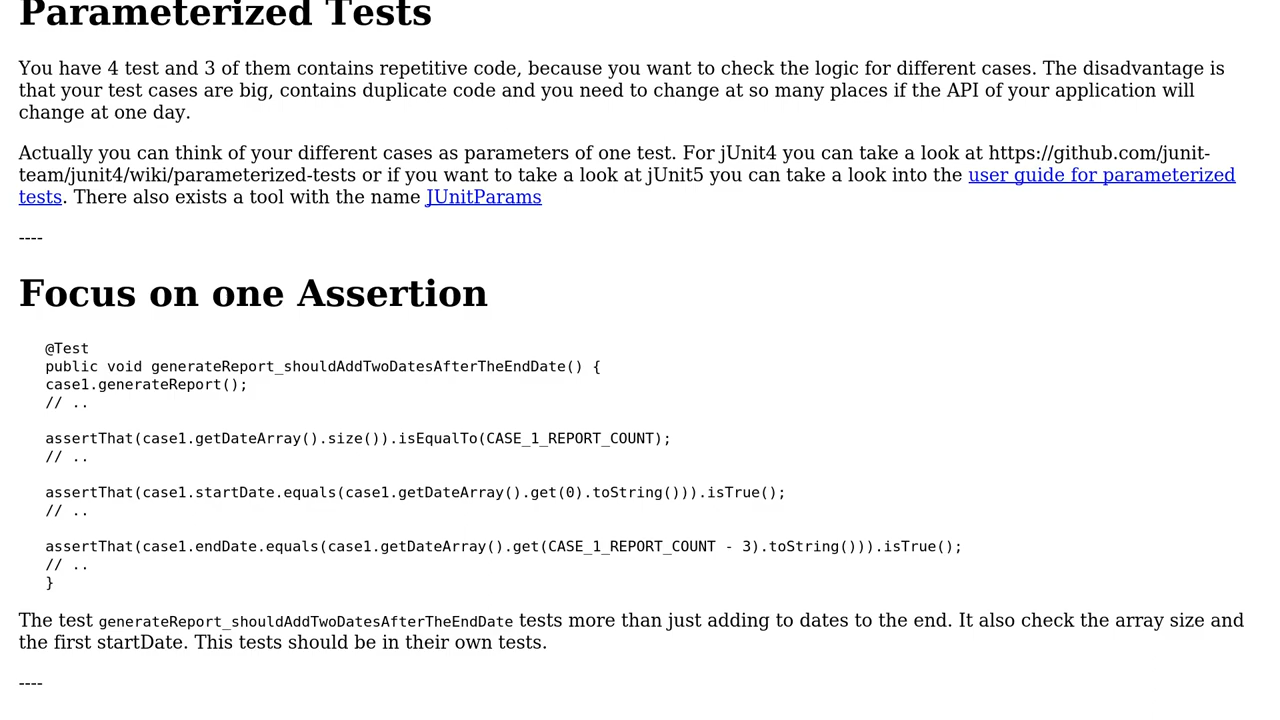 Parameterized Tests
You have 4 test and 3 of them contains repetitive code, because you want to check the logic for different cases. The disadvantage is
that your test cases are big, contains duplicate code and you need to change at so many places if the API of your application will
change at one day.
Actually you can think of your different cases as parameters of one test. For jUnit4 you can take a look at https://github.com/junit-
team/junit4/wiki/parameterized-tests or if you want to take a look at jUnit5 you can take a look into the user guide for parameterized
tests. There also exists a tool with the name JUnitParams
----
Focus on one Assertion
@Test
public void generateReport_shouldAddTwoDatesAfterTheEndDate() {
case1.generateReport();
// ..
assertThat(case1.getDateArray().size()).isEqualTo(CASE_1_REPORT_COUNT);
// ..
assertThat(case1.startDate.equals(case1.getDateArray().get(0).toString())).isTrue();
// ..
assertThat(case1.endDate.equals(case1.getDateArray().get(CASE_1_REPORT_COUNT - 3).toString())).isTrue();
// ..
}
The test generateReport_shouldAddTwoDatesAfterTheEndDate tests more than just adding to dates to the end. It also check the array size and
the first startDate. This tests should be in their own tests.
----